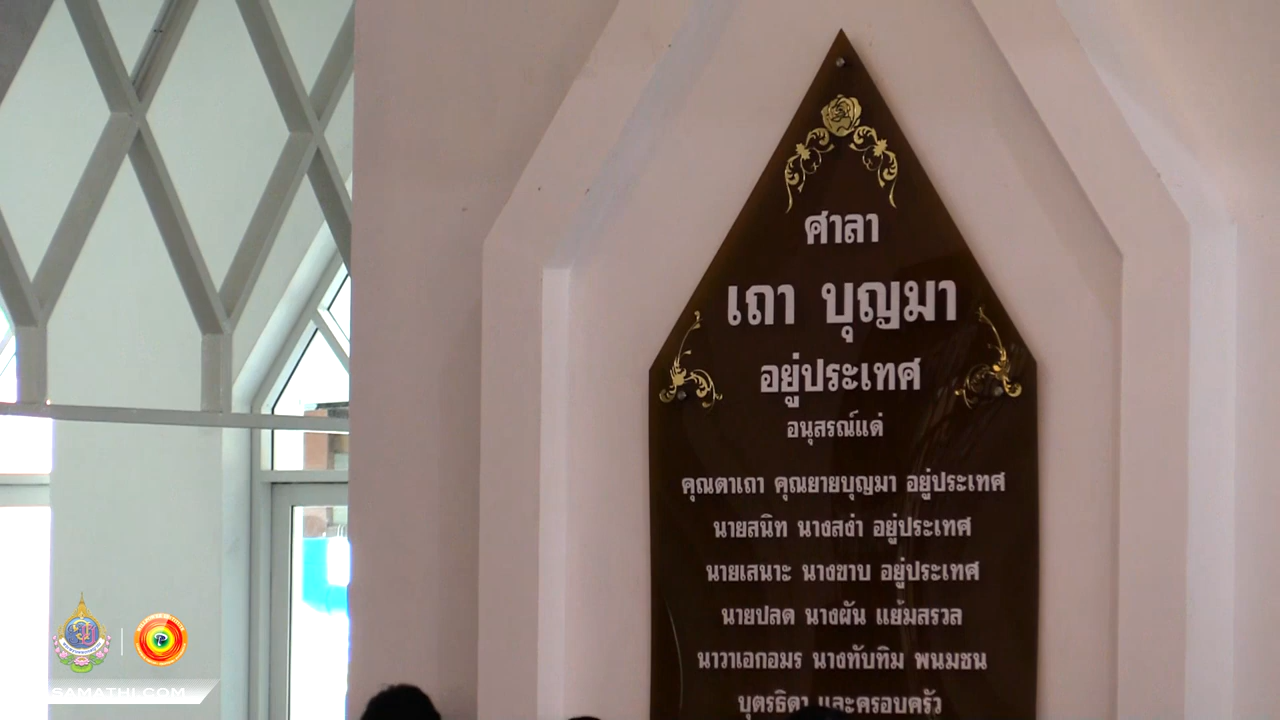 ศาลา
เถา บุญมา
อยู่ประเทศ
อนุสรณ์แด่
คุณตาเถา คุณยายบุญมา อยู่ประเทศ
นายสนิท นางสง่า อยู่ประเทศ
นายเสนาะ นางขาบ อยู่ประเทศ
นายปลด นางผัน แย้มสรวล
นาวาเอกอมร นางทับทิม พนมชน
บุตรธิดา และครอบครัว
SAMATHI.COM